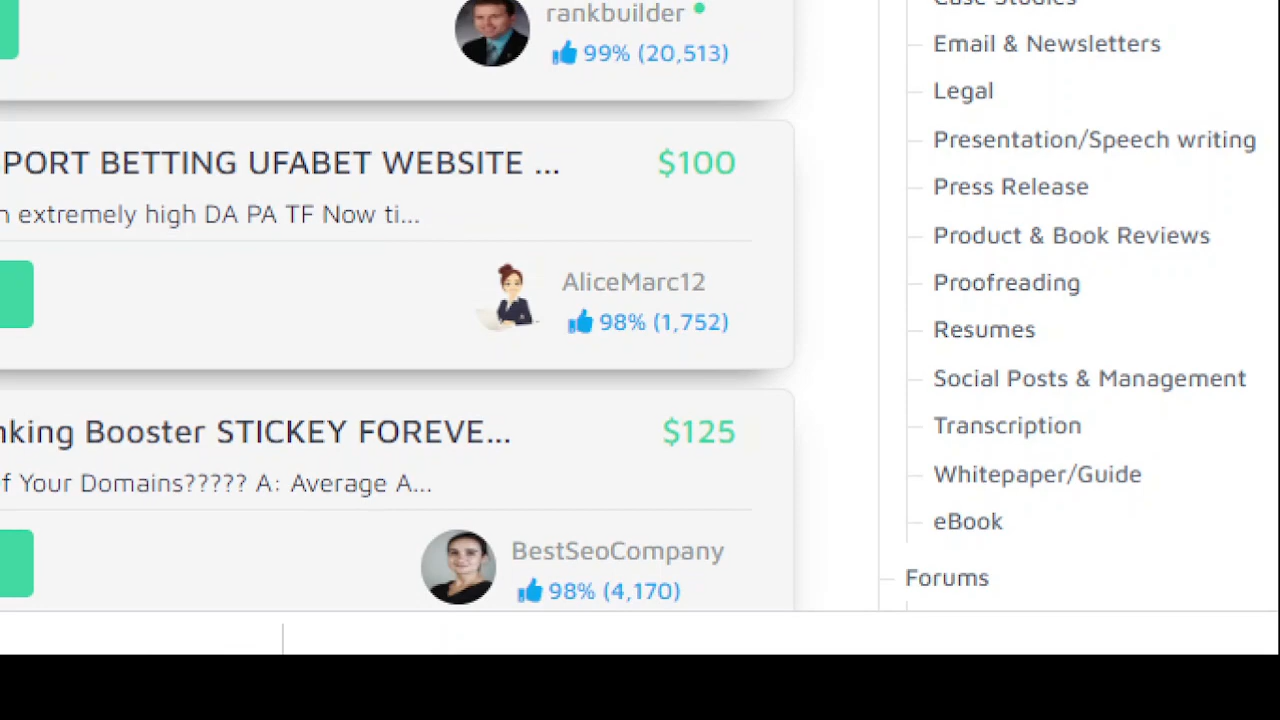 rankbuilder
99% (20,513)
PORT BETTING UFABET WEBSITE ...
$100
extremely high DA PA TF Now ti...
AliceMarc12
98% (1,752)
nking Booster STICKEY FOREVE...
$125
f Your Domains????? A: Average A...
BestSeoCompany
98% (4,170)
Case Studies
Email & Newsletters
Legal
Presentation/Speech writing
Press Release
Product & Book Reviews
Proofreading
Resumes
Social Posts & Management
Transcription
Whitepaper/Guide
eBook
Forums